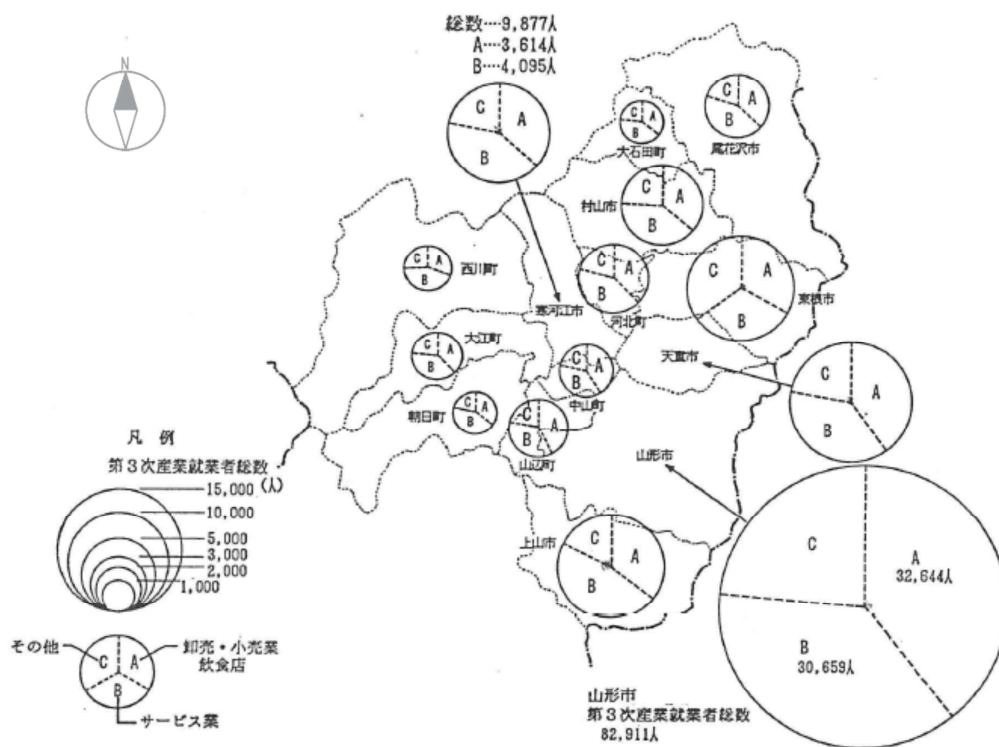 N
総数‥‥9,877人
A‥‥3,614人
B‥‥4,095人
C
A
B
C
A
B
大石田町
C
A
B
尾花沢市
村山市
C
A
B
C
A
B
西川町
寒河江市
C
A
B
河北町
C
A
B
東根市
大江町
C
A
B
C
A
B
中山町
天童市
C
A
B
朝日町
C
A
B
C
A
B
山辺町
山形市
C
A
32,644人
B
30,659人
上山市
C
A
B
凡 例
第3次産業就業者総数
(人)
15,000
10,000
5,000
3,000
2,000
1,000
その他
C
A
B
卸売・小売業
飲食店
サービス業
山形市
第3次産業就業者総数
82,911人